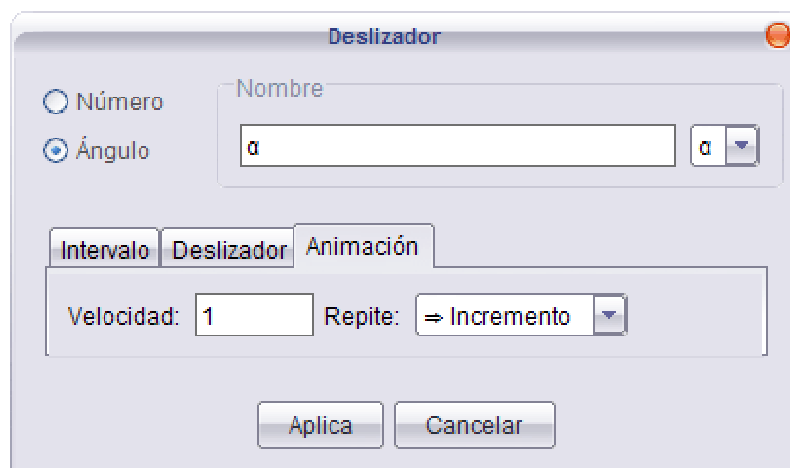 Deslizador
Número
Nombre
Ángulo
α
α
Intervalo Deslizador Animación
Velocidad: 1 Repite: ⇒ Incremento
Aplica Cancelar